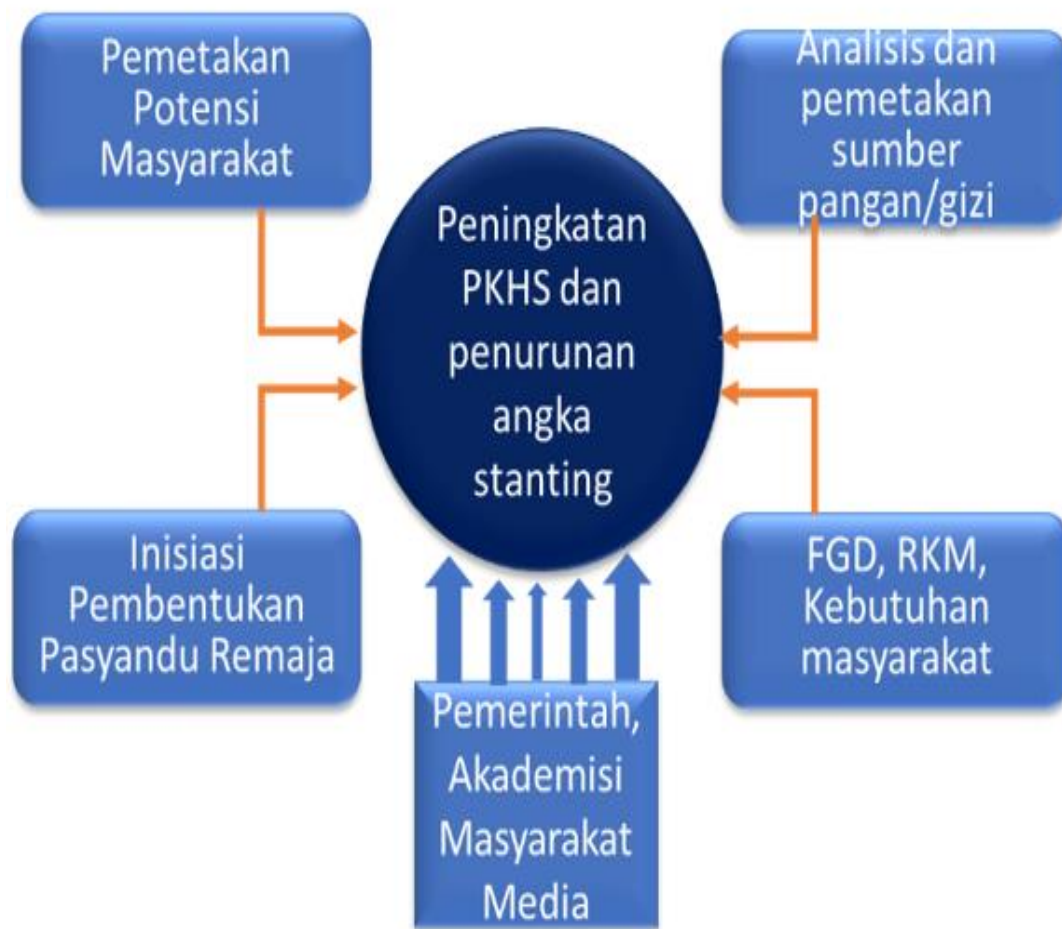 Pemetakan
Potensi
Masyarakat
Analisis dan
pemetakan
sumber
pangan/gizi
Peningkatan
PKHS dan
penurunan
angka
stanting
Inisiasi
Pembentukan
Pasyandu Remaja
FGD, RKM,
Kebutuhan
masyarakat
Pemerintah,
Akademisi
Masyarakat
Media